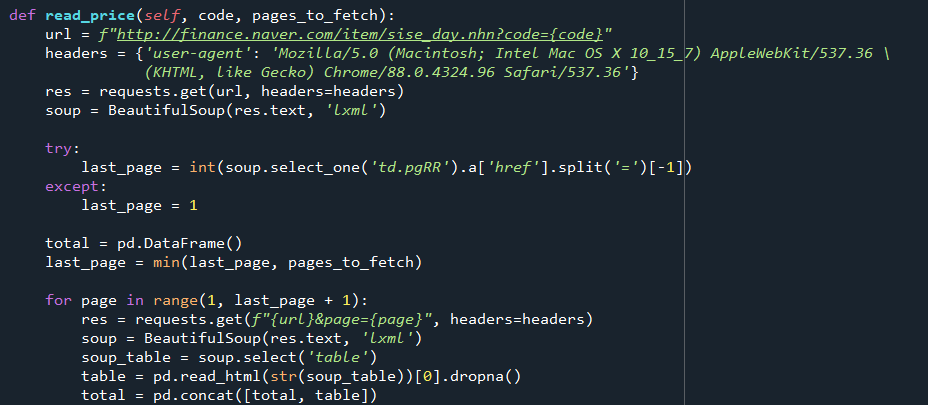 def read_price(self, code, pages_to_fetch):
    url = f"http://finance.naver.com/item/sise_day.nhn?code={code}"
    headers = {'user-agent': 'Mozilla/5.0 (Macintosh; Intel Mac OS X 10_15_7) AppleWebKit/537.36 \
               (KHTML, like Gecko) Chrome/88.0.4324.96 Safari/537.36'}
    res = requests.get(url, headers=headers)
    soup = BeautifulSoup(res.text, 'lxml')

    try:
        last_page = int(soup.select_one('td.pgRR').a['href'].split('=')[-1])
    except:
        last_page = 1

    total = pd.DataFrame()
    last_page = min(last_page, pages_to_fetch)

    for page in range(1, last_page + 1):
        res = requests.get(f"{url}&page={page}", headers=headers)
        soup = BeautifulSoup(res.text, 'lxml')
        soup_table = soup.select('table')
        table = pd.read_html(str(soup_table))[0].dropna()
        total = pd.concat([total, table])